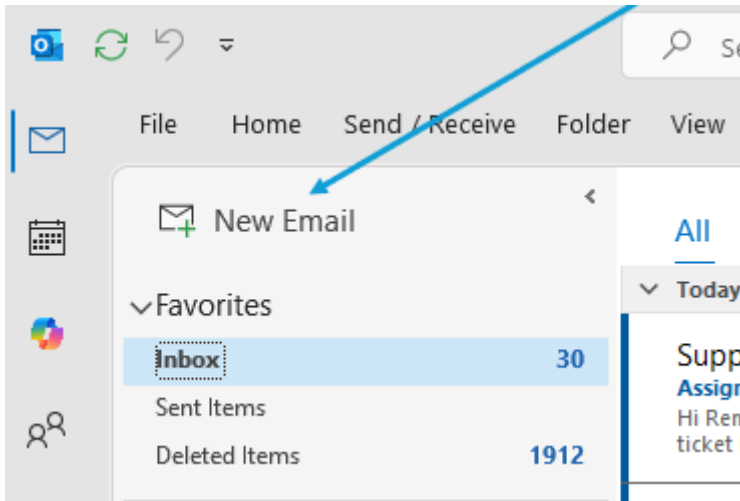 File Home Send / Receive Folder View
New Email
All
Favorites
Today
Inbox 30
Sent Items
Deleted Items 1912
Hi
ticket